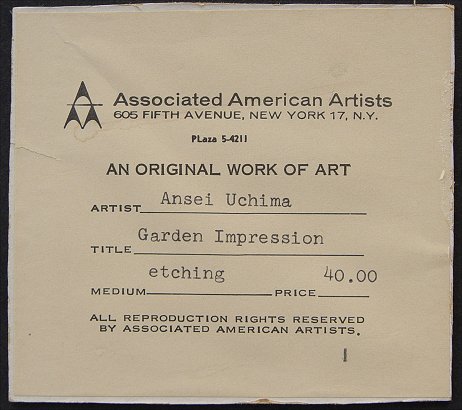 Associated American Artists
605 FIFTH AVENUE, NEW YORK 17, N.Y.
PLaza 5-4211
AN ORIGINAL WORK OF ART
ARTIST Ansei Uchima
TITLE Garden Impression
etching 40.00
MEDIUM PRICE
ALL REPRODUCTION RIGHTS RESERVED
BY ASSOCIATED AMERICAN ARTISTS.
1